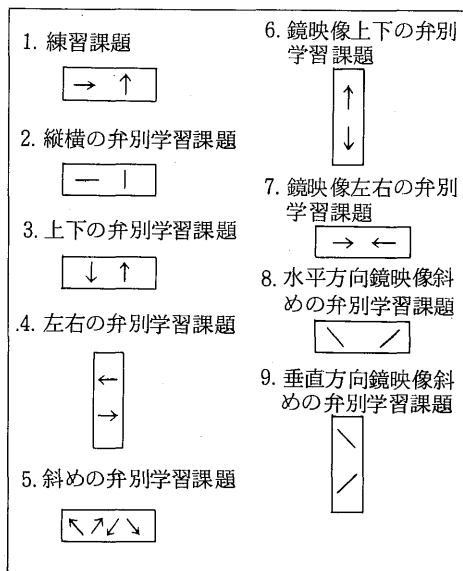 1. 練習課題
→ ↑
2. 縦横の弁別学習課題
— |
3. 上下の弁別学習課題
↓ ↑
4. 左右の弁別学習課題
←
→
5. 斜めの弁別学習課題
↖ ↗ ↙ ↘
6. 鏡映像上下の弁別
学習課題
↑
↓
7. 鏡映像左右の弁別
学習課題
→ ←
8. 水平方向鏡映像斜
めの弁別学習課題
\ /
9. 垂直方向鏡映像斜
めの弁別学習課題
\
/